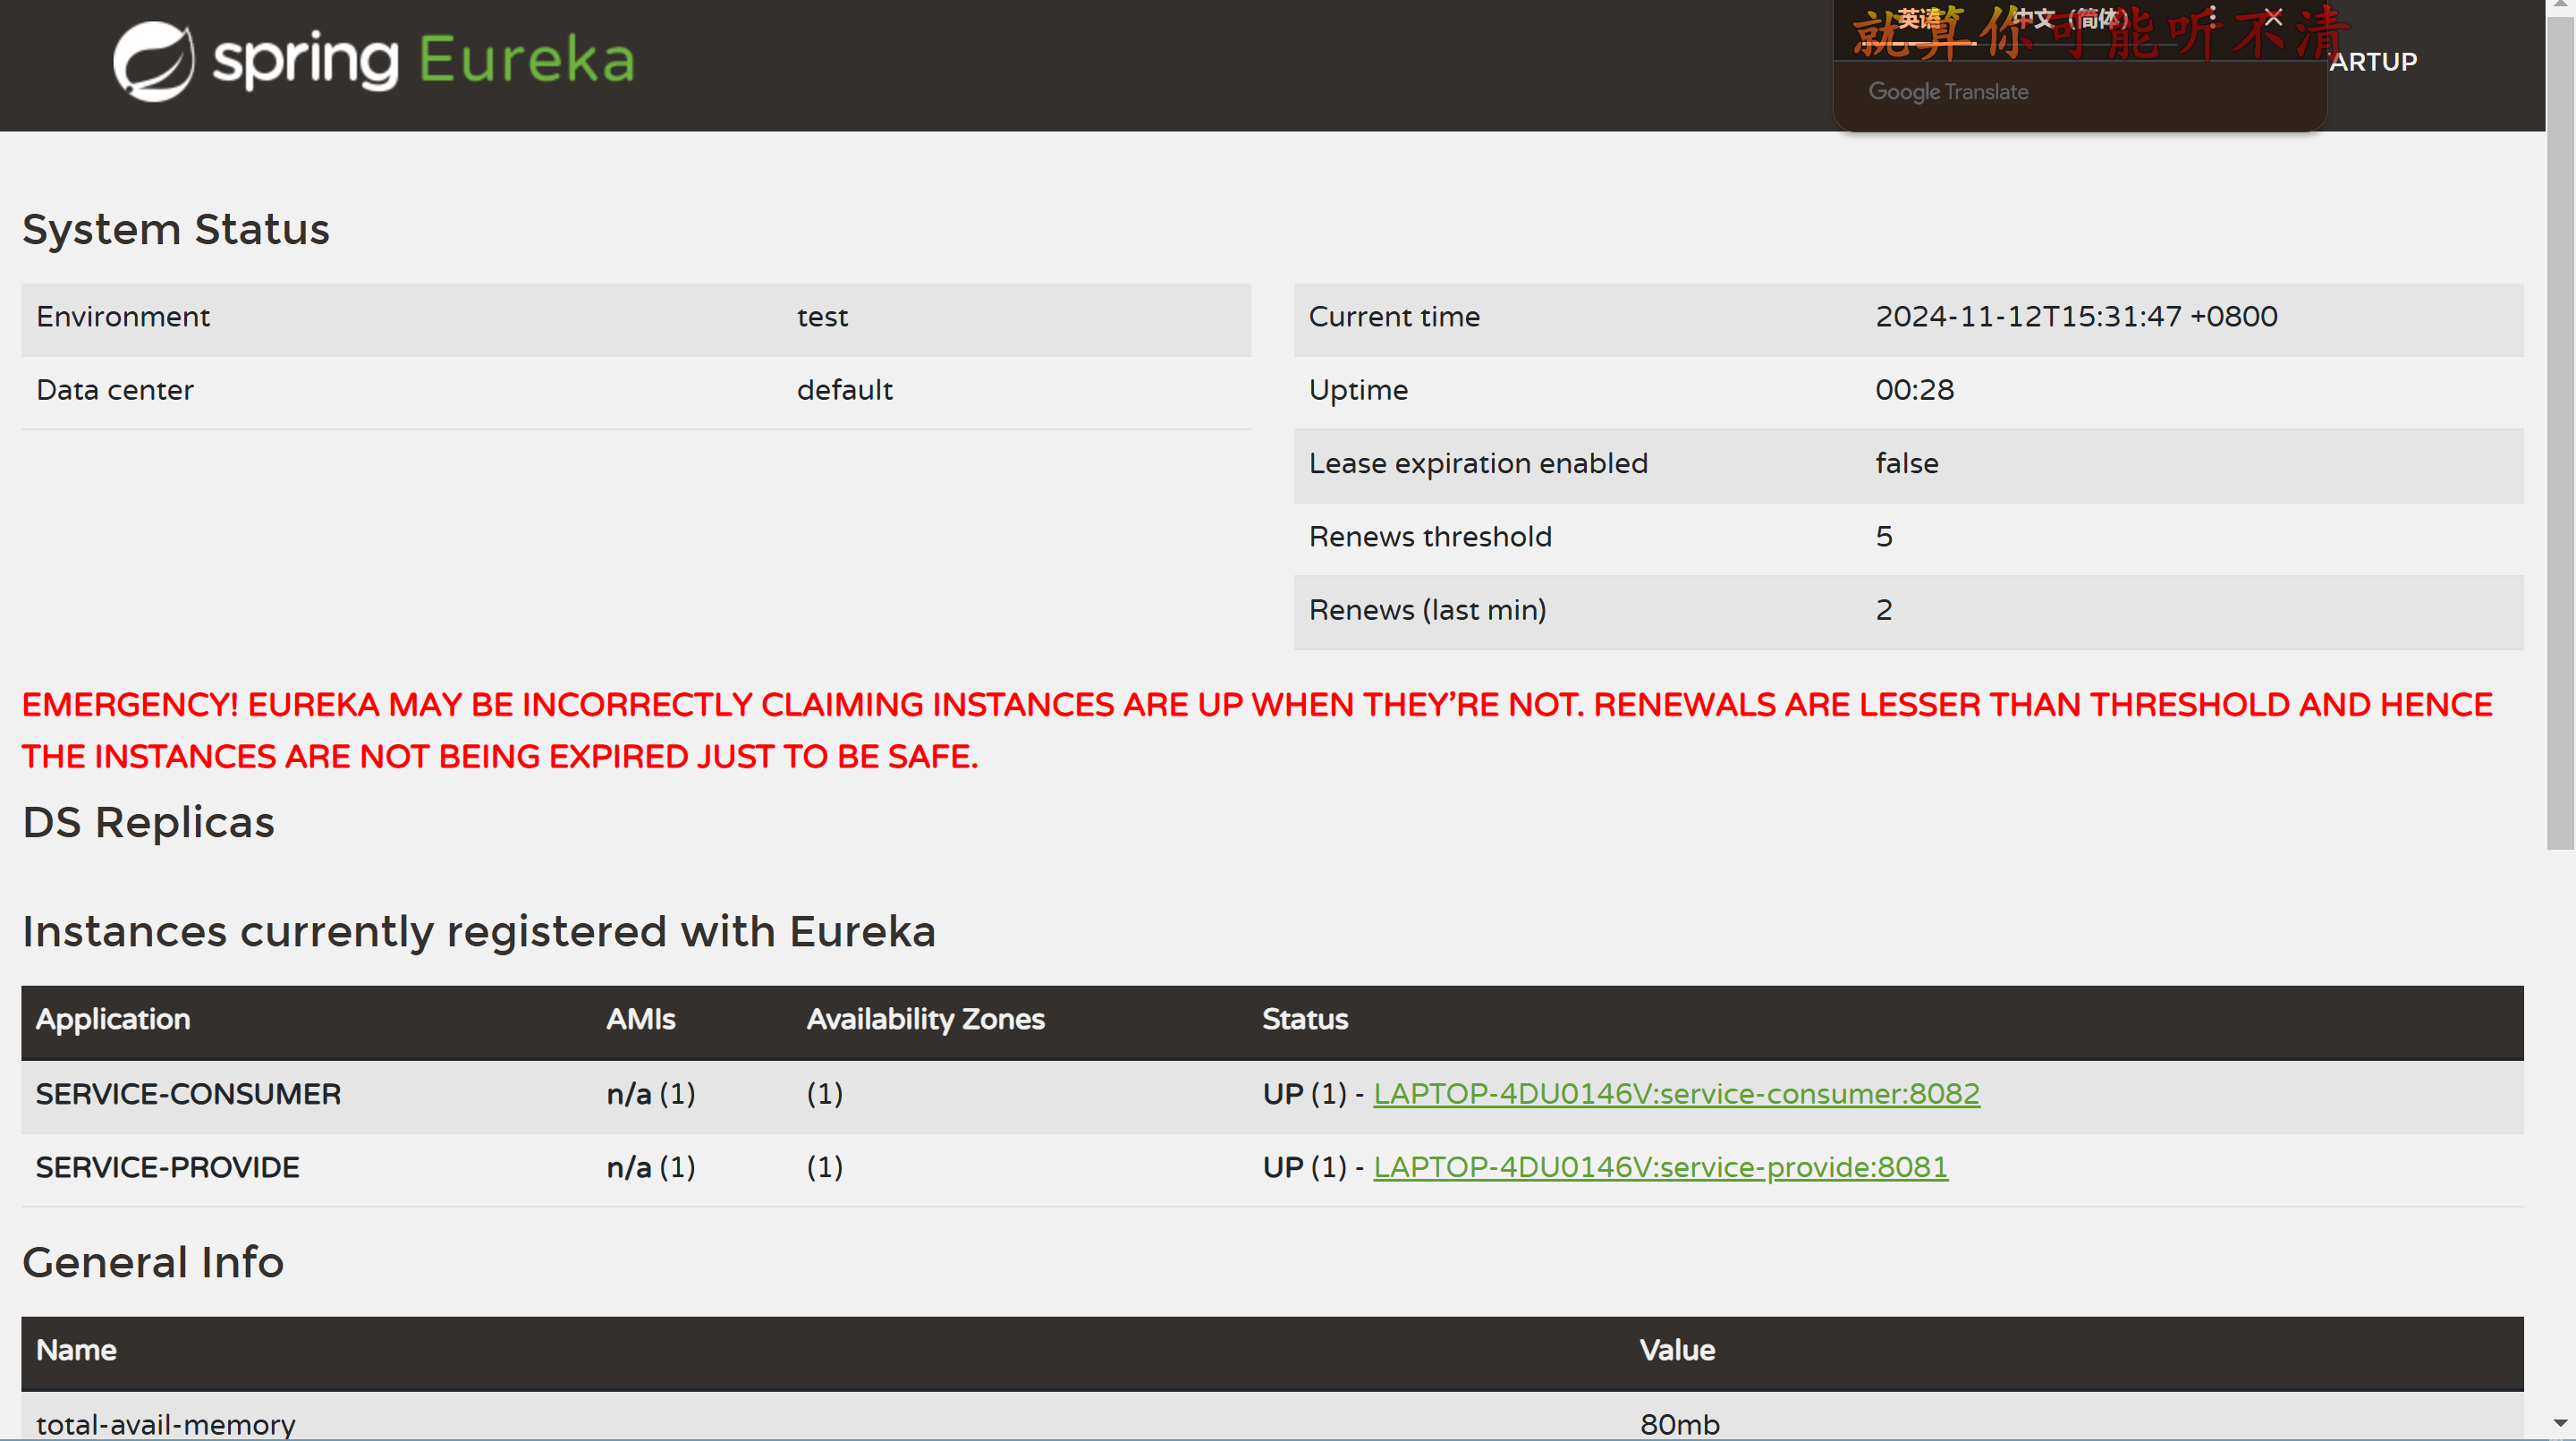 spring Eureka
英语 中文（简体）
就算你可能听不清
ARTUP
Google Translate
System Status
Environment test
Data center default
Current time 2024-11-12T15:31:47 +0800
Uptime 00:28
Lease expiration enabled false
Renews threshold 5
Renews (last min) 2
EMERGENCY! EUREKA MAY BE INCORRECTLY CLAIMING INSTANCES ARE UP WHEN THEY’RE NOT. RENEWALS ARE LESSER THAN THRESHOLD AND HENCE
THE INSTANCES ARE NOT BEING EXPIRED JUST TO BE SAFE.
DS Replicas
Instances currently registered with Eureka
Application AMIs Availability Zones Status
SERVICE-CONSUMER n/a (1) (1) UP (1) - LAPTOP-4DU0146V:service-consumer:8082
SERVICE-PROVIDE n/a (1) (1) UP (1) - LAPTOP-4DU0146V:service-provide:8081
General Info
Name Value
total-avail-memory 80mb